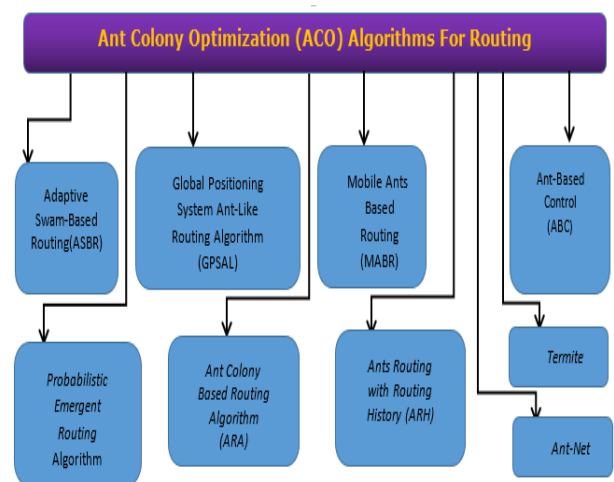 Ant Colony Optimization (ACO) Algorithms For Routing
Adaptive
Swam-Based
Routing(ASBR)
Global Positioning
System Ant-Like
Routing Algorithm
(GPSAL)
Mobile Ants
Based
Routing
(MABR)
Ant-Based
Control
(ABC)
Probabilistic
Emergent
Routing
Algorithm
Ant Colony
Based Routing
Algorithm
(ARA)
Ants Routing
with Routing
History (ARH)
Termite
Ant-Net